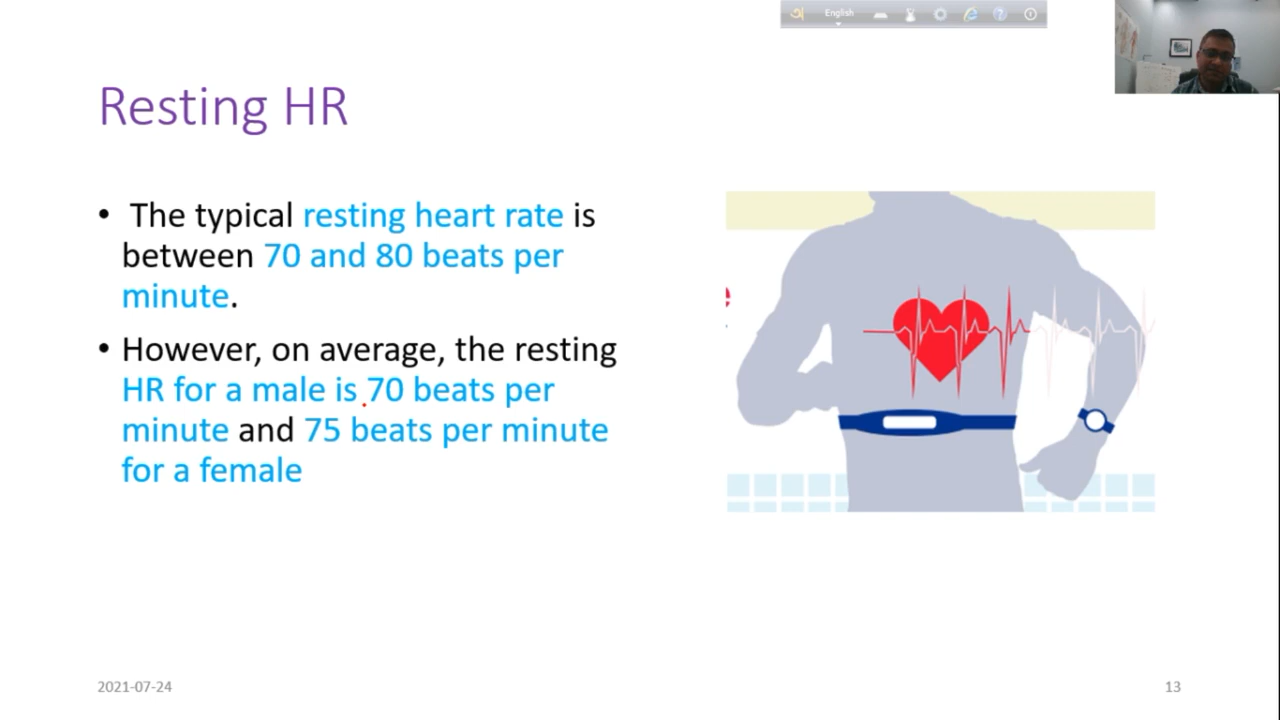 অ English
Resting HR
• The typical resting heart rate is
between 70 and 80 beats per
minute.
• However, on average, the resting
HR for a male is 70 beats per
minute and 75 beats per minute
for a female
2021-07-24
13